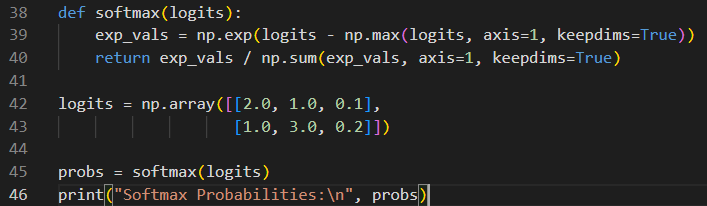 38 def softmax(logits):
39     exp_vals = np.exp(logits - np.max(logits, axis=1, keepdims=True))
40     return exp_vals / np.sum(exp_vals, axis=1, keepdims=True)
41
42 logits = np.array([[2.0, 1.0, 0.1],
43                    [1.0, 3.0, 0.2]])
44
45 probs = softmax(logits)
46 print("Softmax Probabilities:\n", probs)